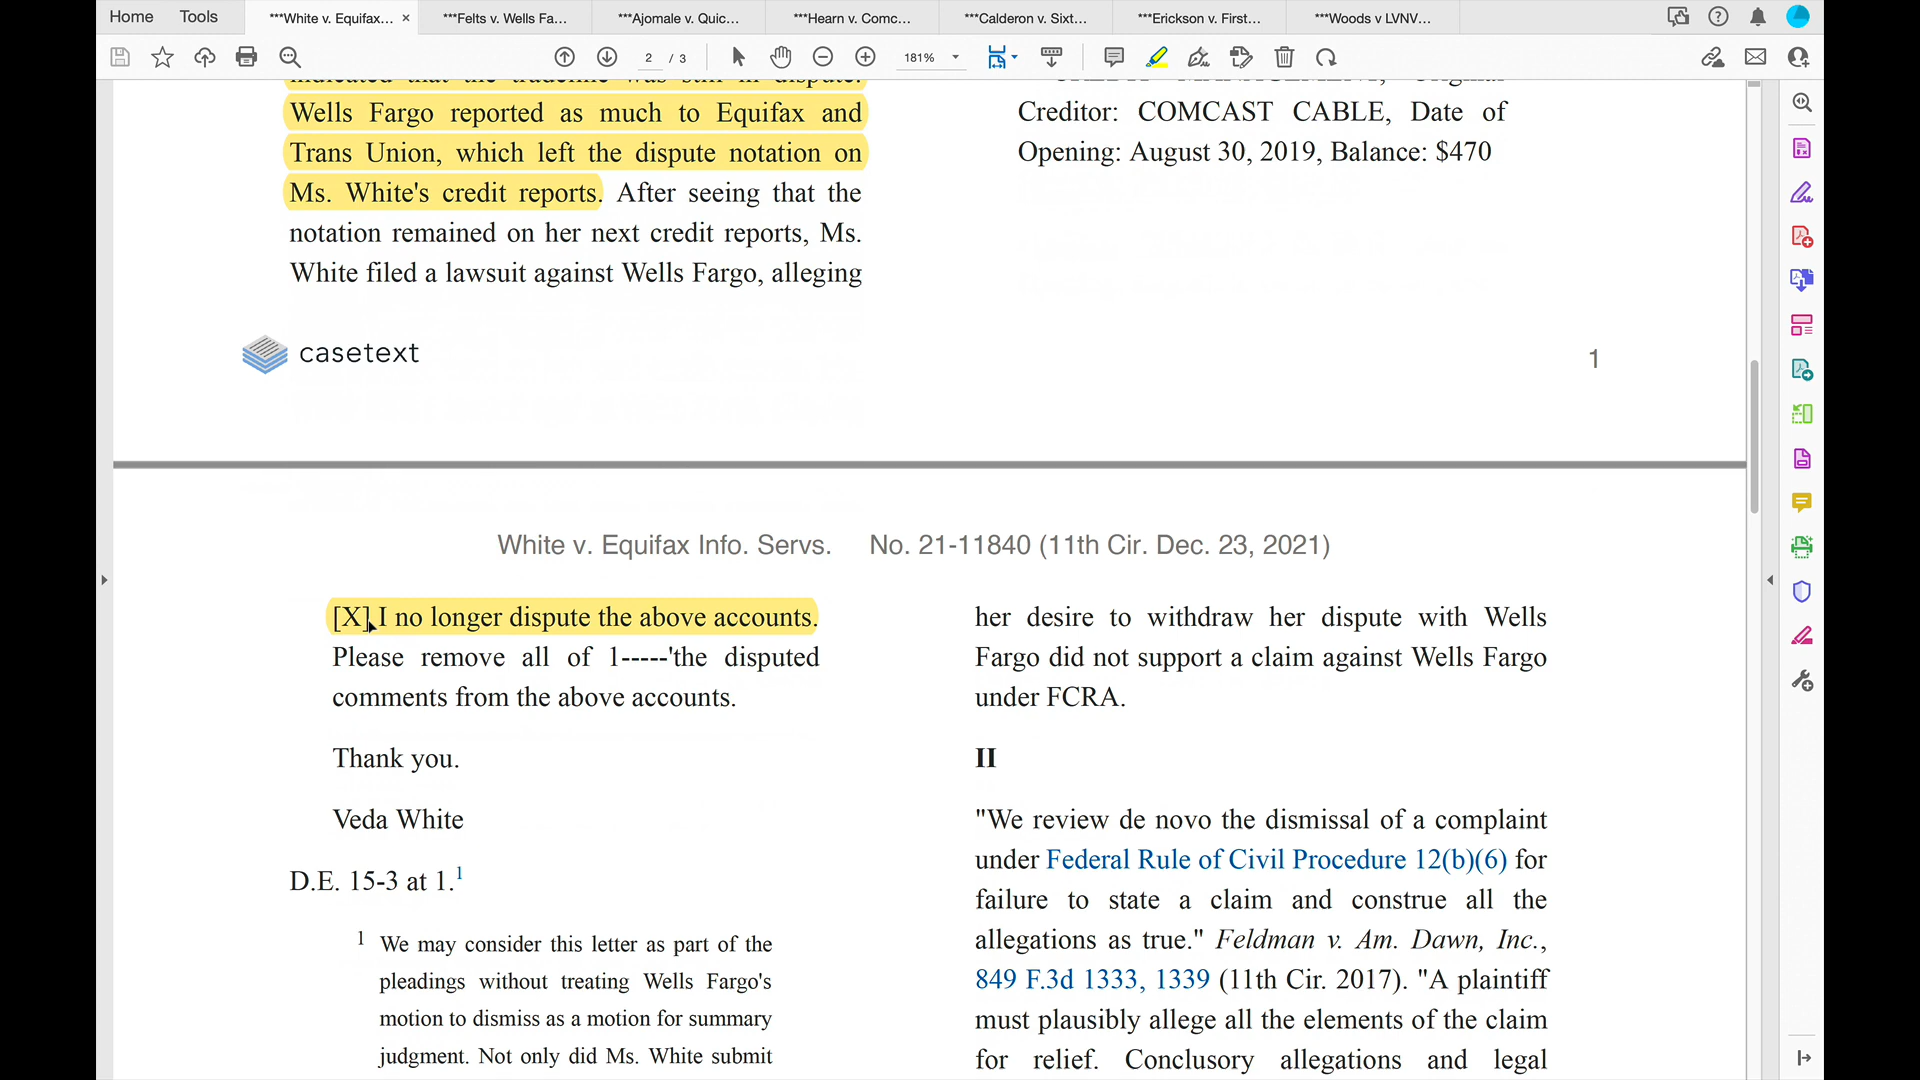 Home Tools ***White v. Equifax... × ***Felts v. Wells Fa... ***Ajomale v. Quic... ***Hearn v. Comc... ***Calderon v. Sixt... ***Erickson v. First... ***Woods v LVNV...
2 / 3 181%
indicated that the tradeline was still in dispute.
Wells Fargo reported as much to Equifax and
Trans Union, which left the dispute notation on
Ms. White's credit reports. After seeing that the
notation remained on her next credit reports, Ms.
White filed a lawsuit against Wells Fargo, alleging
Creditor: COMCAST CABLE, Date of
Opening: August 30, 2019, Balance: $470
casetext
1
White v. Equifax Info. Servs. No. 21-11840 (11th Cir. Dec. 23, 2021)
[X] I no longer dispute the above accounts.
Please remove all of 1-----'the disputed
comments from the above accounts.
Thank you.
Veda White
D.E. 15-3 at 1.1
1 We may consider this letter as part of the
pleadings without treating Wells Fargo's
motion to dismiss as a motion for summary
judgment. Not only did Ms. White submit
her desire to withdraw her dispute with Wells
Fargo did not support a claim against Wells Fargo
under FCRA.
II
"We review de novo the dismissal of a complaint
under Federal Rule of Civil Procedure 12(b)(6) for
failure to state a claim and construe all the
allegations as true." Feldman v. Am. Dawn, Inc.,
849 F.3d 1333, 1339 (11th Cir. 2017). "A plaintiff
must plausibly allege all the elements of the claim
for relief. Conclusory allegations and legal